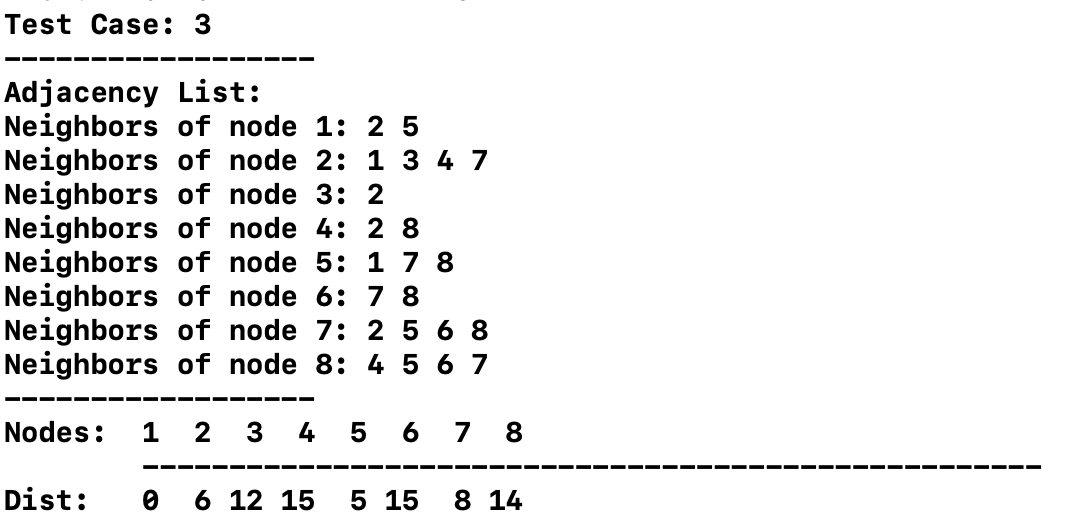 Test Case: 3
------------------
Adjacency List:
Neighbors of node 1: 2 5
Neighbors of node 2: 1 3 4 7
Neighbors of node 3: 2
Neighbors of node 4: 2 8
Neighbors of node 5: 1 7 8
Neighbors of node 6: 7 8
Neighbors of node 7: 2 5 6 8
Neighbors of node 8: 4 5 6 7
------------------
Nodes:  1  2  3  4  5  6  7  8
        ----------------------------------------------------
Dist:   0  6 12 15  5 15  8 14